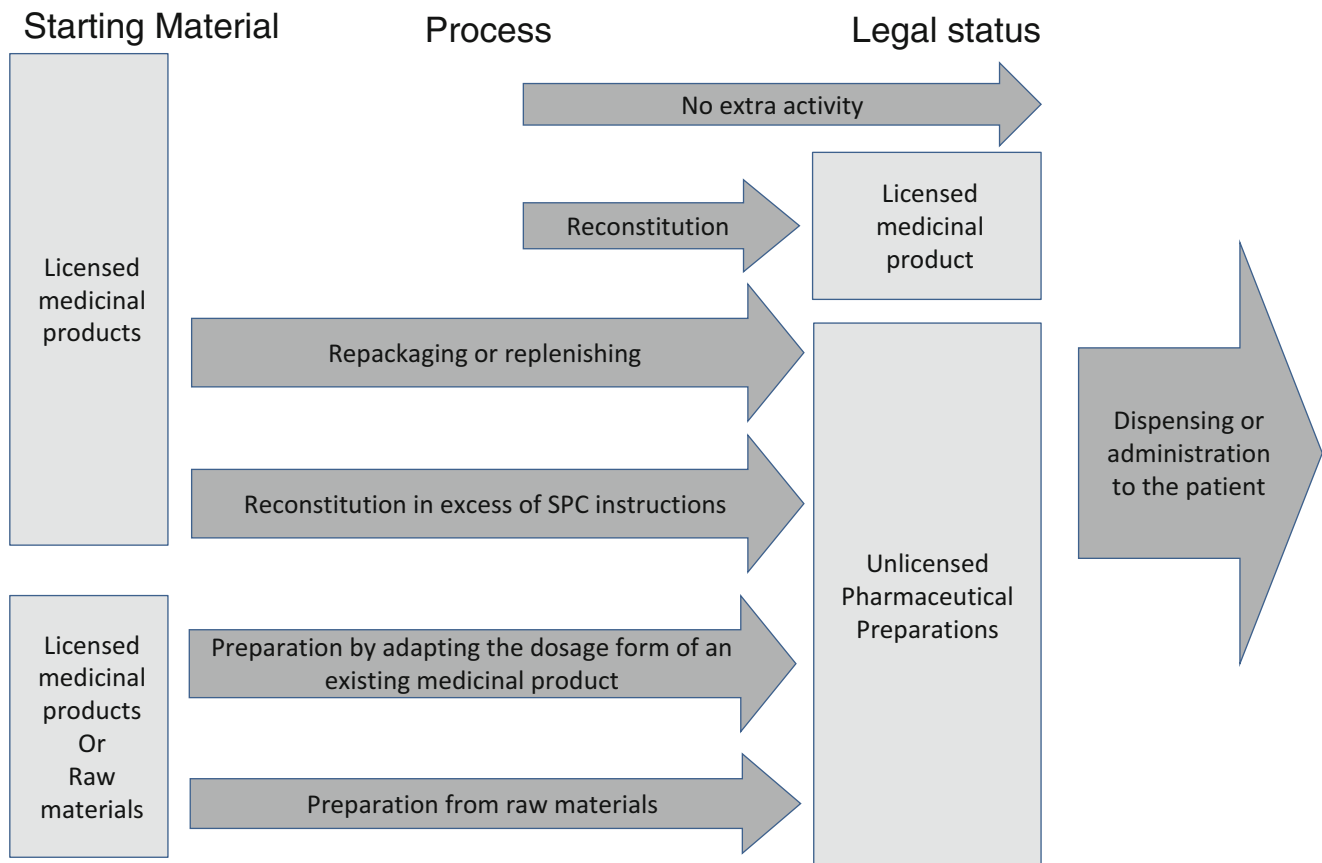 Starting Material
Process
Legal status
No extra activity
Licensed
medicinal
product
Reconstitution
Licensed
medicinal
products
Repackaging or replenishing
Reconstitution in excess of SPC instructions
Dispensing or
administration
to the patient
Unlicensed
Pharmaceutical
Preparations
Licensed
medicinal
products
Or
Raw
materials
Preparation by adapting the dosage form of an
existing medicinal product
Preparation from raw materials